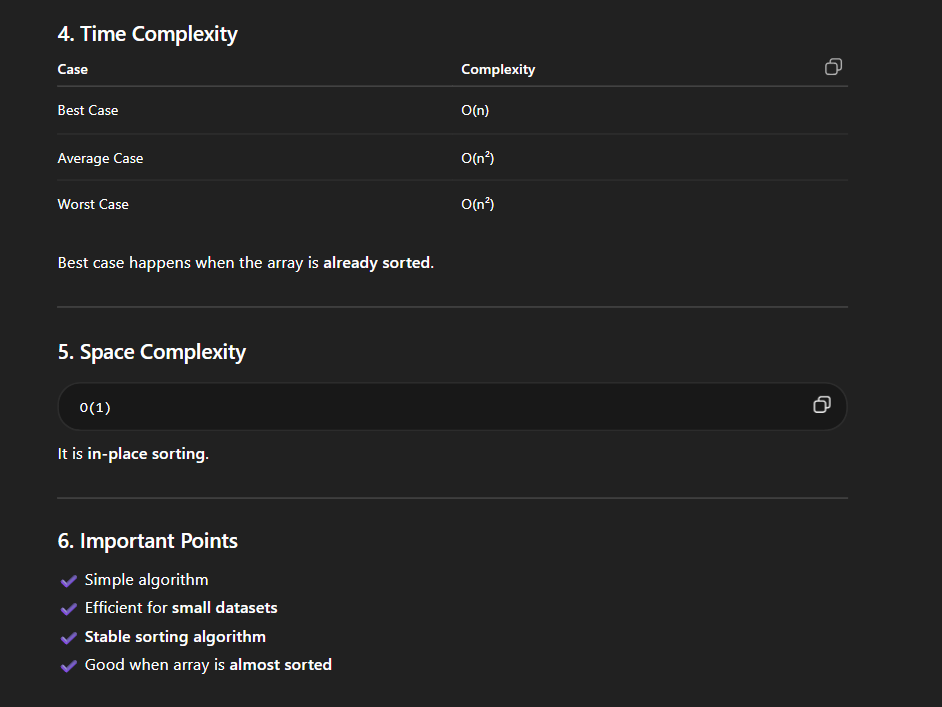 4. Time Complexity
Case Complexity
Best Case O(n)
Average Case O(n²)
Worst Case O(n²)
Best case happens when the array is already sorted.
5. Space Complexity
O(1)
It is in-place sorting.
6. Important Points
Simple algorithm
Efficient for small datasets
Stable sorting algorithm
Good when array is almost sorted